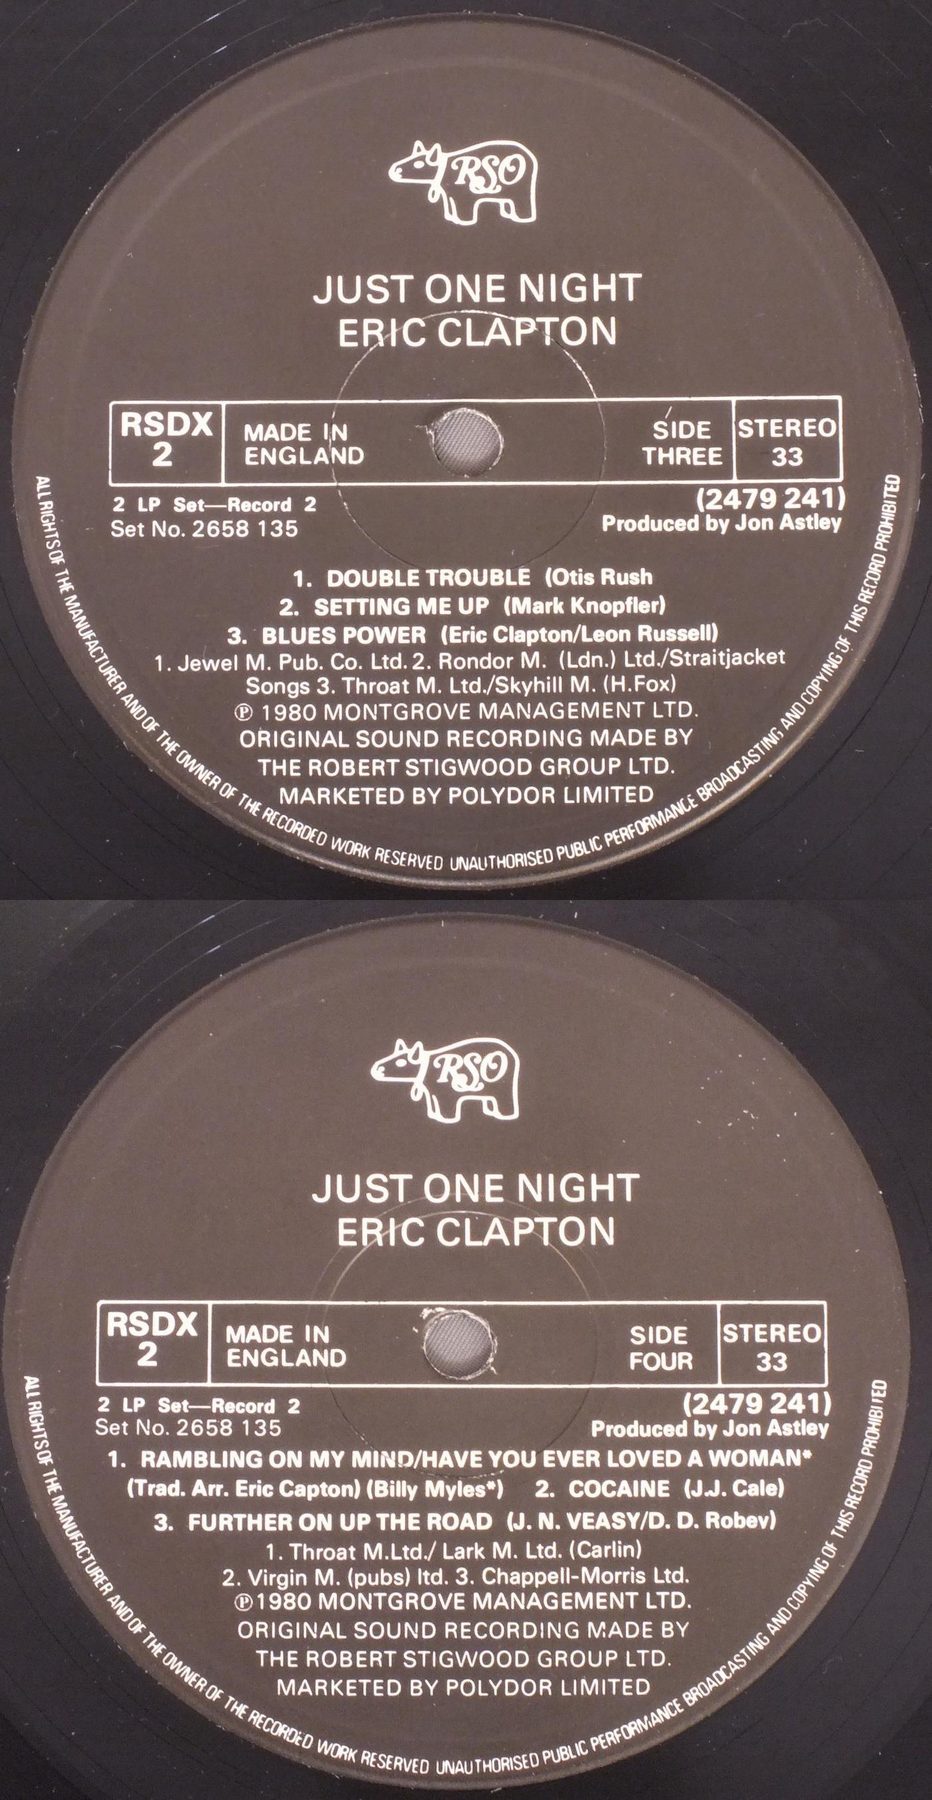 RSO
JUST ONE NIGHT
ERIC CLAPTON
RSDX
2
MADE IN
ENGLAND
SIDE
THREE
STEREO
33
2 LP Set—Record 2
Set No. 2658 135
(2479 241)
Produced by Jon Astley
1. DOUBLE TROUBLE (Otis Rush
2. SETTING ME UP (Mark Knopfler)
3. BLUES POWER (Eric Clapton/Leon Russell)
1. Jewel M. Pub. Co. Ltd. 2. Rondor M. (Ldn.) Ltd./Straitjacket
Songs 3. Throat M. Ltd./Skyhill M. (H.Fox)
℗ 1980 MONTGROVE MANAGEMENT LTD.
ORIGINAL SOUND RECORDING MADE BY
THE ROBERT STIGWOOD GROUP LTD.
MARKETED BY POLYDOR LIMITED
ALL RIGHTS OF THE MANUFACTURER AND OF THE OWNER OF THE RECORDED WORK RESERVED UNAUTHORISED PUBLIC PERFORMANCE BROADCASTING AND COPYING OF THIS RECORD PROHIBITED
RSO
JUST ONE NIGHT
ERIC CLAPTON
RSDX
2
MADE IN
ENGLAND
SIDE
FOUR
STEREO
33
2 LP Set—Record 2
Set No. 2658 135
(2479 241)
Produced by Jon Astley
1. RAMBLING ON MY MIND/HAVE YOU EVER LOVED A WOMAN*
(Trad. Arr. Eric Capton) (Billy Myles*) 2. COCAINE (J.J. Cale)
3. FURTHER ON UP THE ROAD (J. N. VEASY/D. D. Robev)
1. Throat M.Ltd./ Lark M. Ltd. (Carlin)
2. Virgin M. (pubs) ltd. 3. Chappell-Morris Ltd.
℗ 1980 MONTGROVE MANAGEMENT LTD.
ORIGINAL SOUND RECORDING MADE BY
THE ROBERT STIGWOOD GROUP LTD.
MARKETED BY POLYDOR LIMITED
ALL RIGHTS OF THE MANUFACTURER AND OF THE OWNER OF THE RECORDED WORK RESERVED UNAUTHORISED PUBLIC PERFORMANCE BROADCASTING AND COPYING OF THIS RECORD PROHIBITED